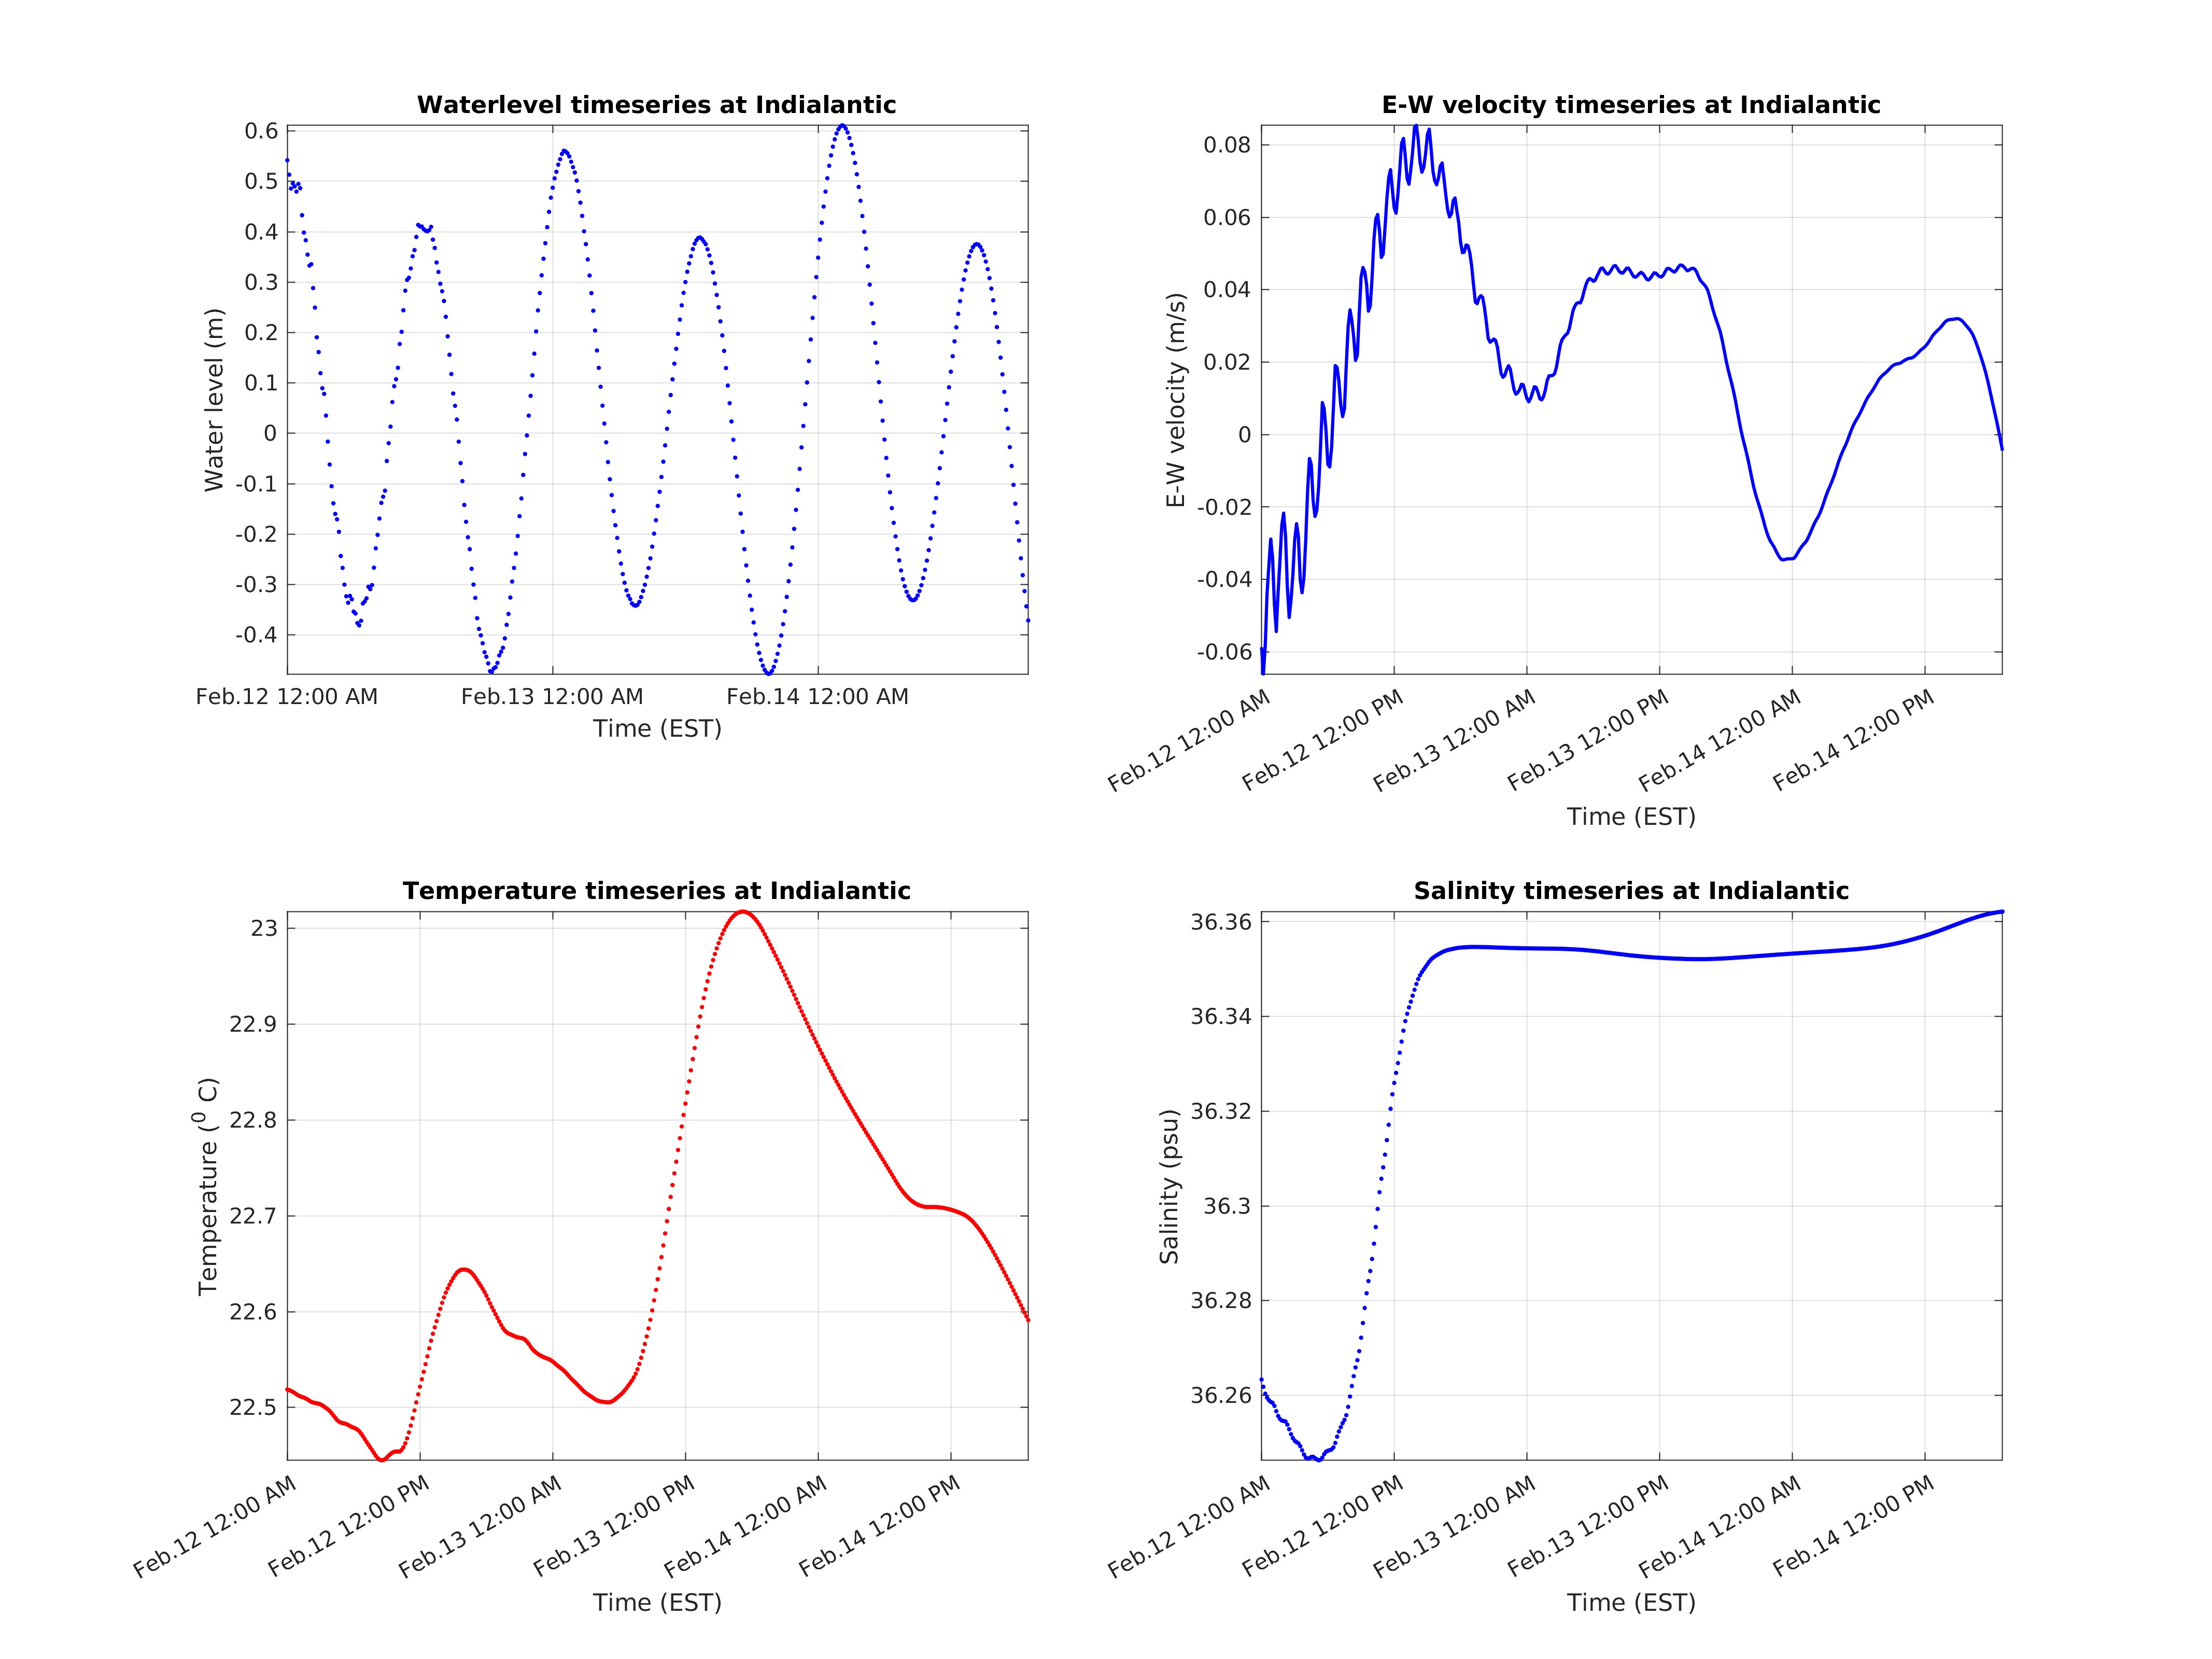 Waterlevel timeseries at Indialantic
0.6
0.5
0.4
0.3
0.2
0.1
0
-0.1
-0.2
-0.3
-0.4
Water level (m)
Feb.12 12:00 AM
Feb.13 12:00 AM
Feb.14 12:00 AM
Time (EST)
E-W velocity timeseries at Indialantic
0.08
0.06
0.04
0.02
0
-0.02
-0.04
-0.06
E-W velocity (m/s)
Feb.12 12:00 AM
Feb.12 12:00 PM
Feb.13 12:00 AM
Feb.13 12:00 PM
Feb.14 12:00 AM
Feb.14 12:00 PM
Time (EST)
Temperature timeseries at Indialantic
23
22.9
22.8
22.7
22.6
22.5
Temperature (⁰ C)
Feb.12 12:00 AM
Feb.12 12:00 PM
Feb.13 12:00 AM
Feb.13 12:00 PM
Feb.14 12:00 AM
Feb.14 12:00 PM
Time (EST)
Salinity timeseries at Indialantic
36.36
36.34
36.32
36.3
36.28
36.26
Salinity (psu)
Feb.12 12:00 AM
Feb.12 12:00 PM
Feb.13 12:00 AM
Feb.13 12:00 PM
Feb.14 12:00 AM
Feb.14 12:00 PM
Time (EST)